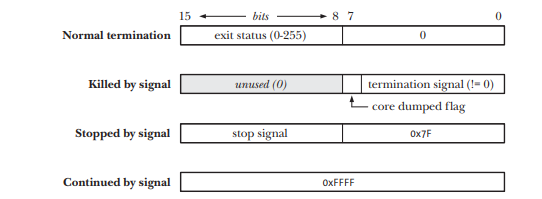 15 bits 8 7 0
Normal termination exit status (0-255) 0
Killed by signal unused (0) termination signal (!= 0)
core dumped flag
Stopped by signal stop signal 0x7F
Continued by signal 0xFFFF